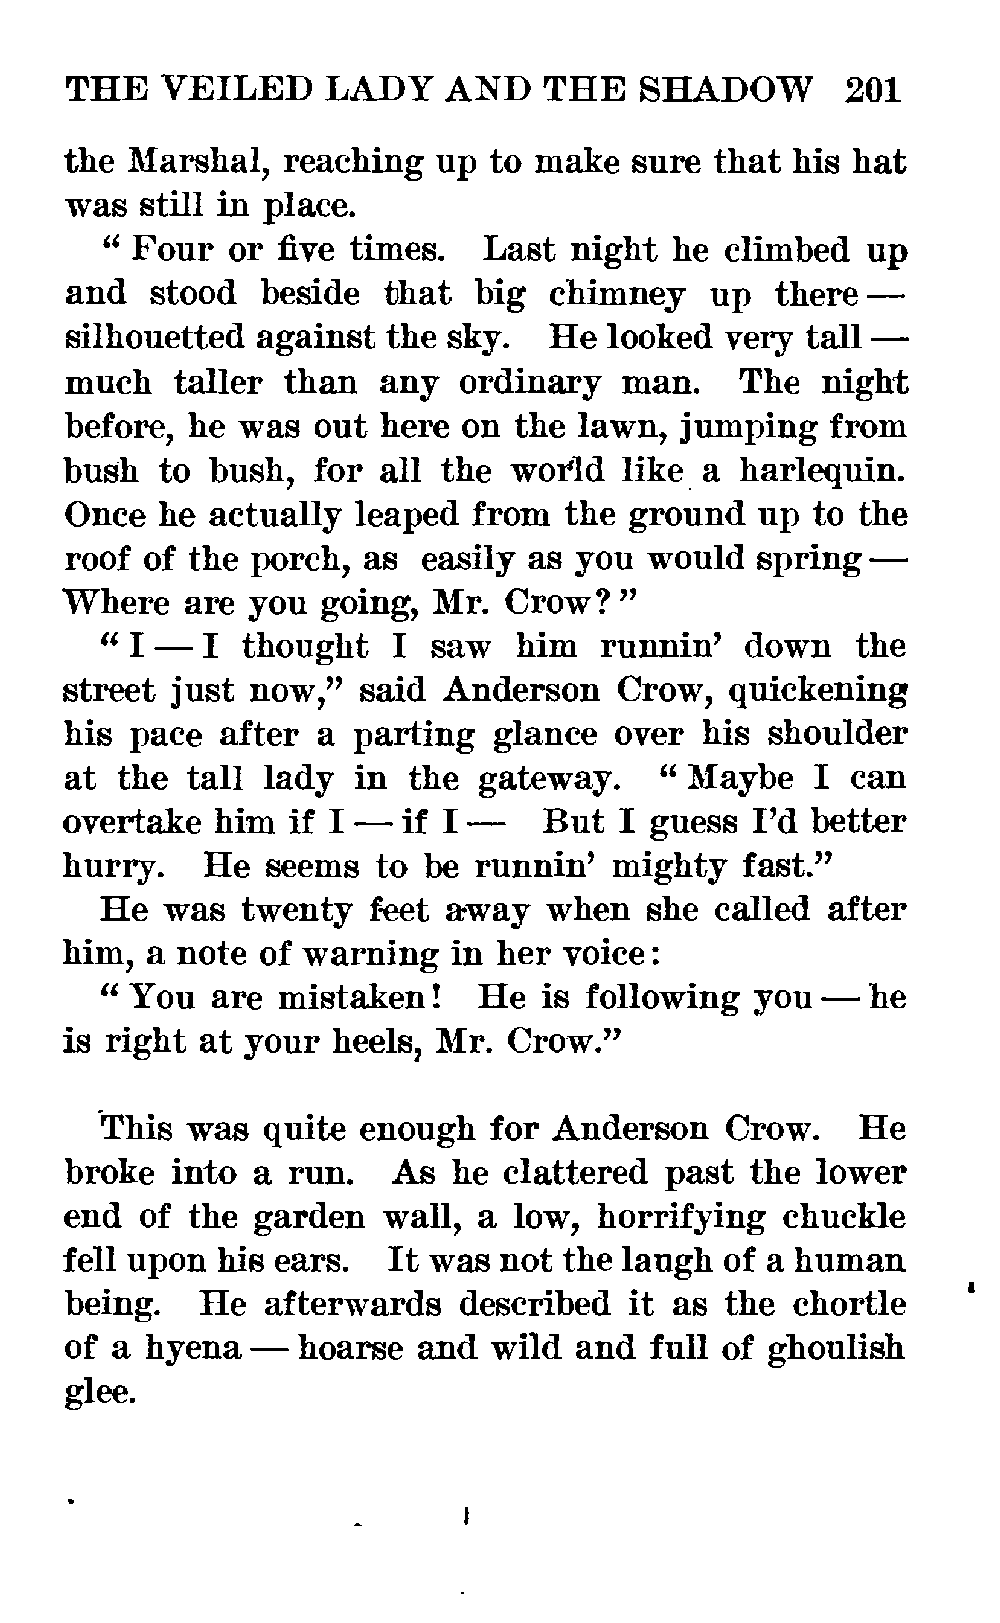 THE VEILED LADY AND THE SHADOW 201
the Marshal, reaching up to make sure that his hat
was still in place.
“ Four or five times. Last night he climbed up
and stood beside that big chimney up there —
silhouetted against the sky. He looked very tall —
much taller than any ordinary man. The night
before, he was out here on the lawn, jumping from
bush to bush, for all the world like a harlequin.
Once he actually leaped from the ground up to the
roof of the porch, as easily as you would spring —
Where are you going, Mr. Crow? ”
“ I — I thought I saw him runnin’ down the
street just now,” said Anderson Crow, quickening
his pace after a parting glance over his shoulder
at the tall lady in the gateway. “ Maybe I can
overtake him if I — if I — But I guess I’d better
hurry. He seems to be runnin’ mighty fast.”
He was twenty feet away when she called after
him, a note of warning in her voice:
“ You are mistaken! He is following you — he
is right at your heels, Mr. Crow.”
This was quite enough for Anderson Crow. He
broke into a run. As he clattered past the lower
end of the garden wall, a low, horrifying chuckle
fell upon his ears. It was not the laugh of a human
being. He afterwards described it as the chortle
of a hyena — hoarse and wild and full of ghoulish
glee.